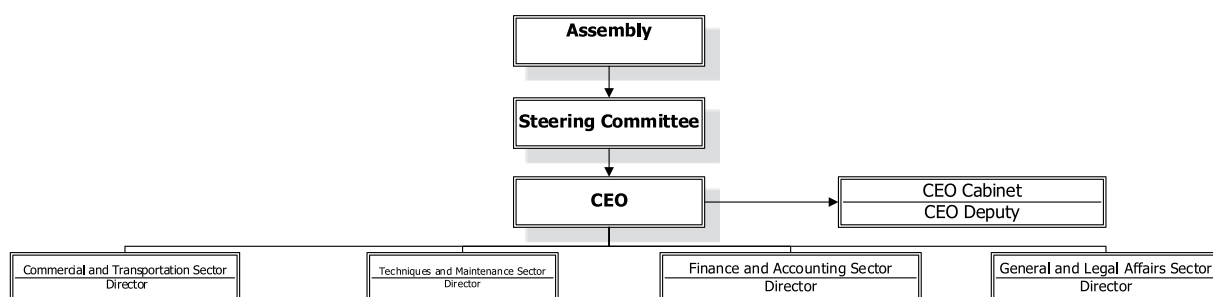 Assembly
Steering Committee
CEO
CEO Cabinet
CEO Deputy
Commercial and Transportation Sector
Director
Techniques and Maintenance Sector
Director
Finance and Accounting Sector
Director
General and Legal Affairs Sector
Director